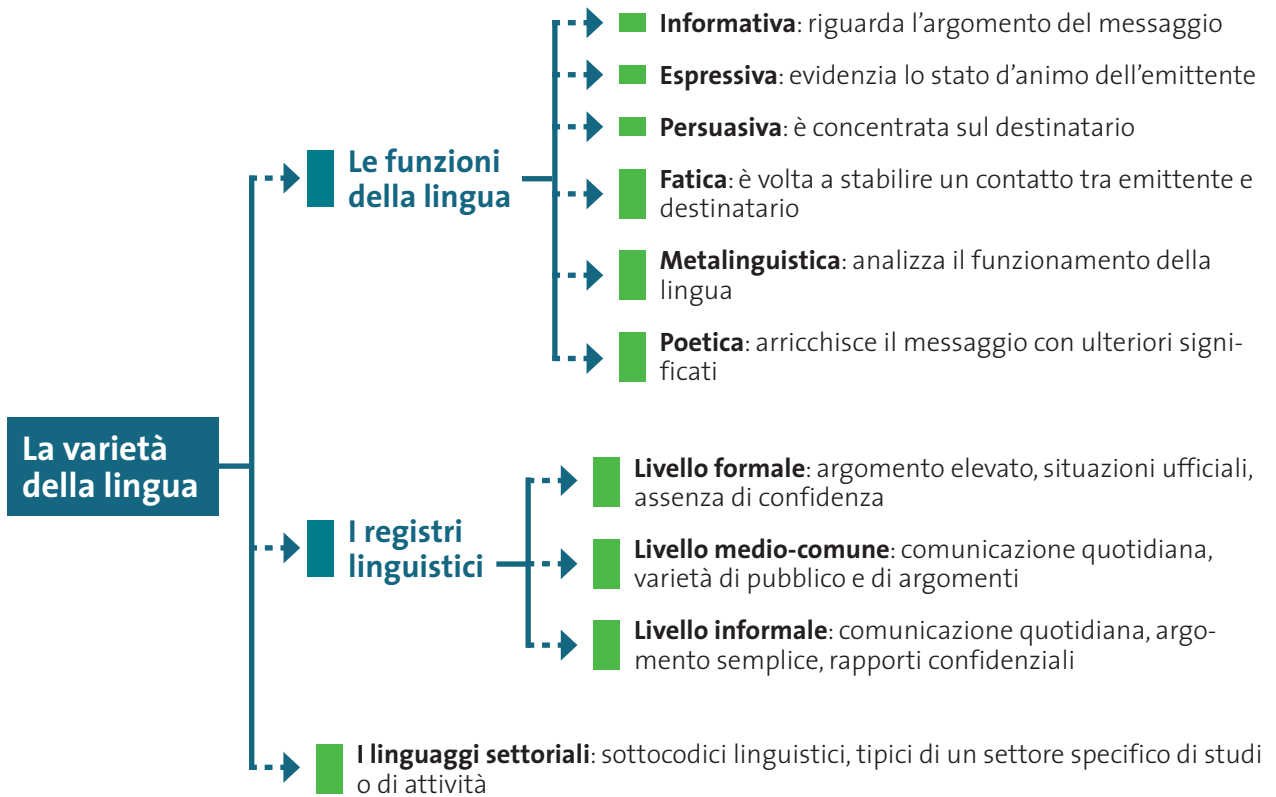 Informativa: riguarda l’argomento del messaggio
Espressiva: evidenzia lo stato d’animo dell’emittente
Persuasiva: è concentrata sul destinatario
Le funzioni
della lingua
Fatica: è volta a stabilire un contatto tra emittente e
destinatario
Metalinguistica: analizza il funzionamento della
lingua
Poetica: arricchisce il messaggio con ulteriori signi-
ficati
La varietà
della lingua
Livello formale: argomento elevato, situazioni ufficiali,
assenza di confidenza
I registri
linguistici
Livello medio-comune: comunicazione quotidiana,
varietà di pubblico e di argomenti
Livello informale: comunicazione quotidiana, argo-
mento semplice, rapporti confidenziali
I linguaggi settoriali: sottocodici linguistici, tipici di un settore specifico di studi
o di attività